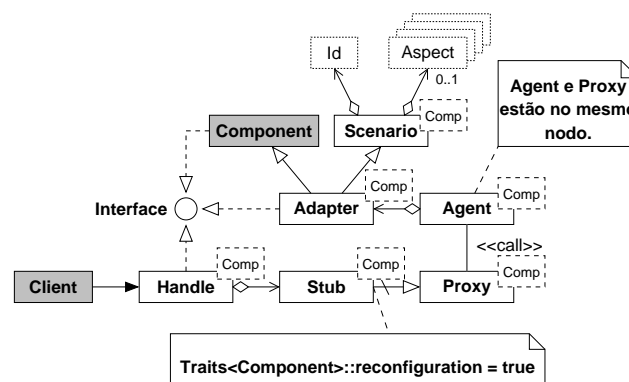 Id
Aspect
0..1
Agent e Proxy
estão no mesmo
nodo.
Component
Scenario
Comp
Interface
Adapter
Comp
Agent
Comp
<<call>>
Client
Handle
Comp
Stub
Comp
Proxy
Comp
Traits<Component>::reconfiguration = true